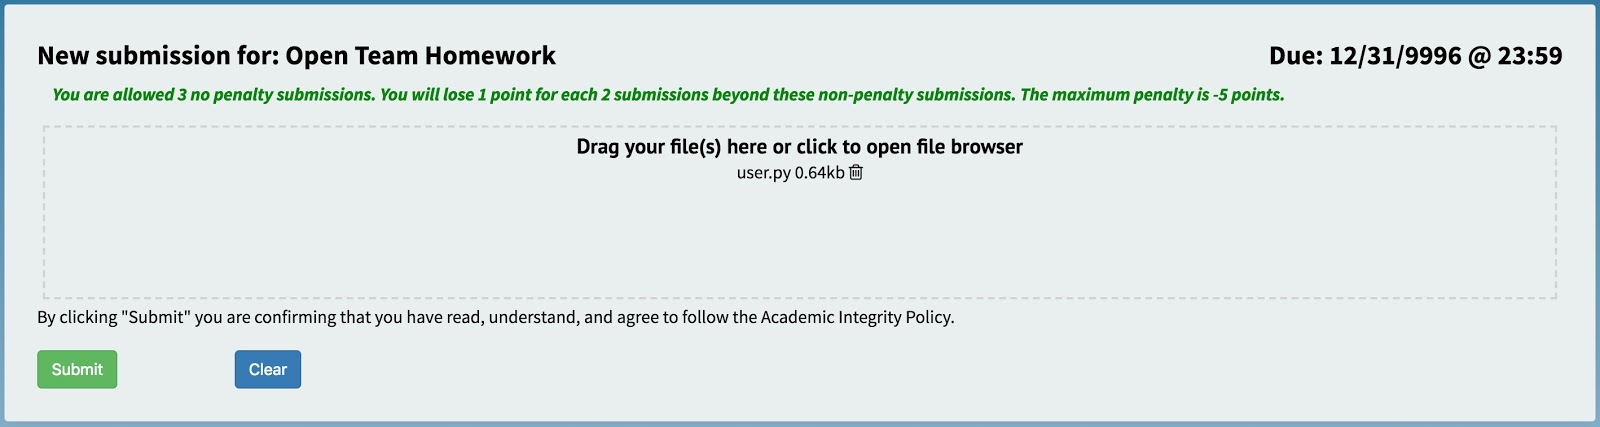 New submission for: Open Team Homework
Due: 12/31/9996 @ 23:59
You are allowed 3 no penalty submissions. You will lose 1 point for each 2 submissions beyond these non-penalty submissions. The maximum penalty is -5 points.
Drag your file(s) here or click to open file browser
user.py 0.64kb
By clicking "Submit" you are confirming that you have read, understand, and agree to follow the Academic Integrity Policy.
Submit
Clear